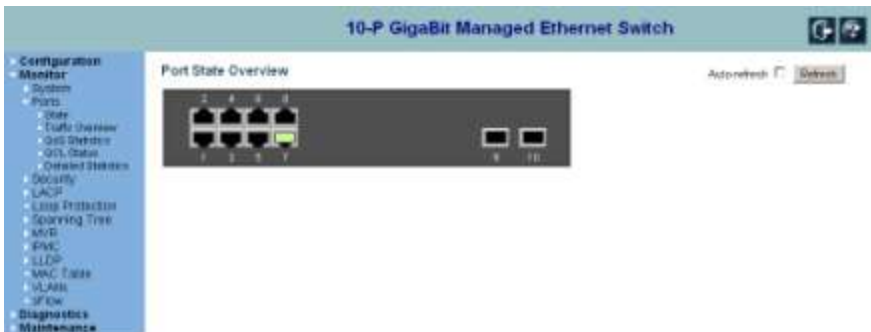 10-P GigaBit Managed Ethernet Switch
Configuration
Monitor
System
Ports
State
Traffic Overview
QoS Statistics
QCL Status
Detailed Statistics
Security
LACP
Loop Protection
Spanning Tree
MVR
IPMC
LLDP
MAC Table
VLANs
sFlow
Diagnostics
Maintenance
Port State Overview
Auto-refresh Refresh
2 4 6 8
1 3 5 7 9 10